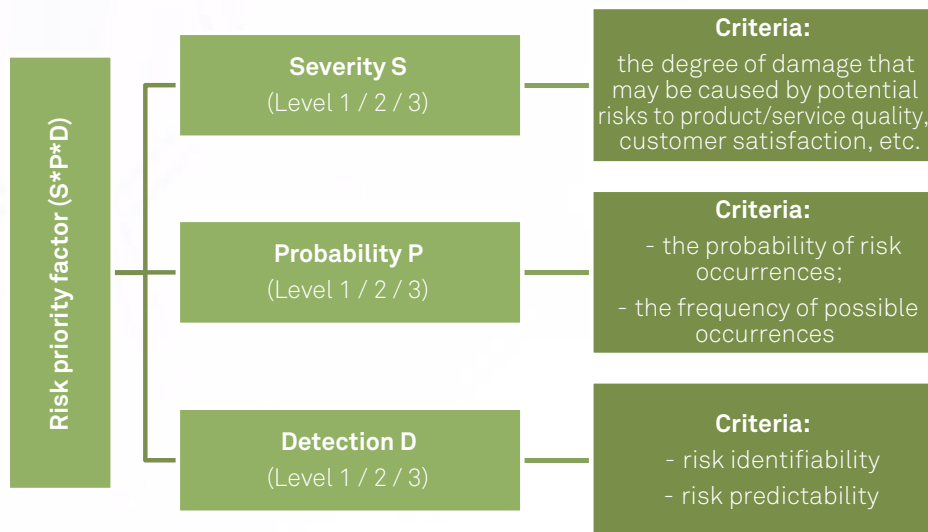 Risk priority factor (S*P*D)
Severity S
(Level 1 / 2 / 3)
Criteria:
the degree of damage that
may be caused by potential
risks to product/service quality,
customer satisfaction, etc.
Probability P
(Level 1 / 2 / 3)
Criteria:
- the probability of risk
occurrences;
- the frequency of possible
occurrences
Detection D
(Level 1 / 2 / 3)
Criteria:
- risk identifiability
- risk predictability